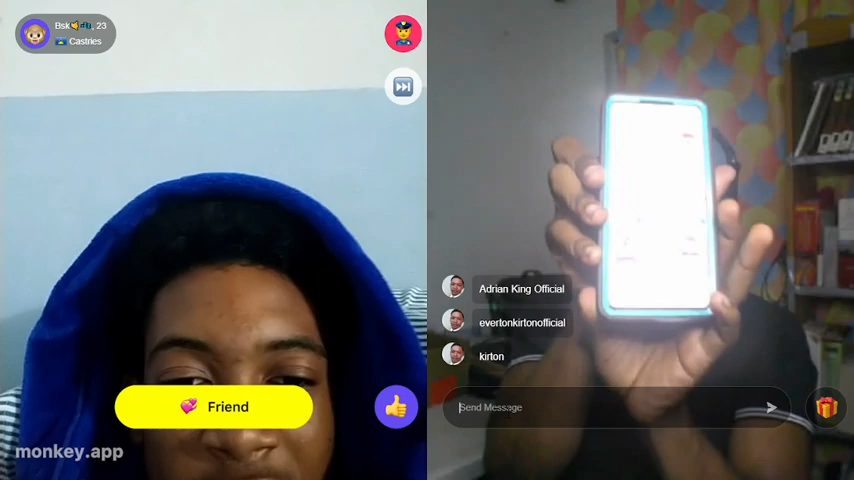 Bsk, 23
Castries
Adrian King Official
evertonkirtonofficial
kirton
Send Message
Friend
monkey.app